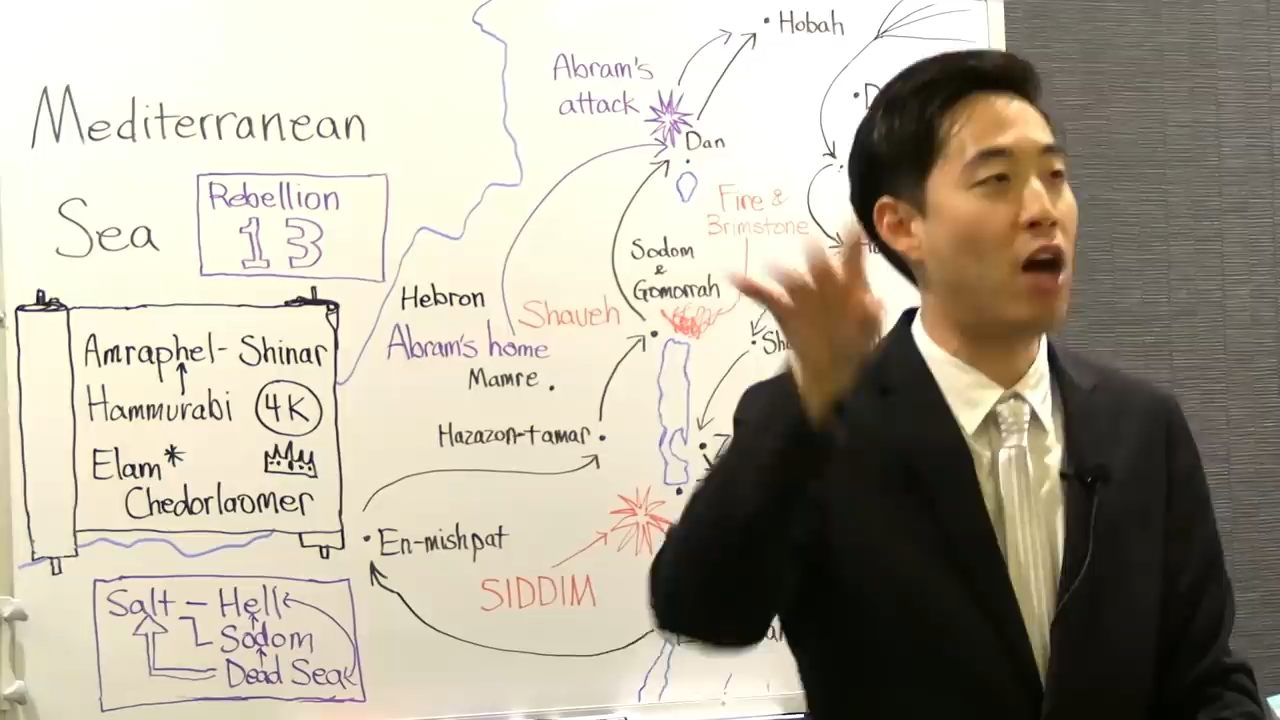 Mediterranean
Sea
Rebellion
13
Amraphel- Shinar
Hammurabi 4K
Elam*
Chedorlaomer
Salt - Hell
Sodom
Dead Sea
Abram's
attack
Hobah
Dan
Fire &
Brimstone
Sodom
&
Gomorrah
Hebron
Shaveh
Abram's home
Mamre
Hazazon-tamar
En-mishpat
SIDDIM